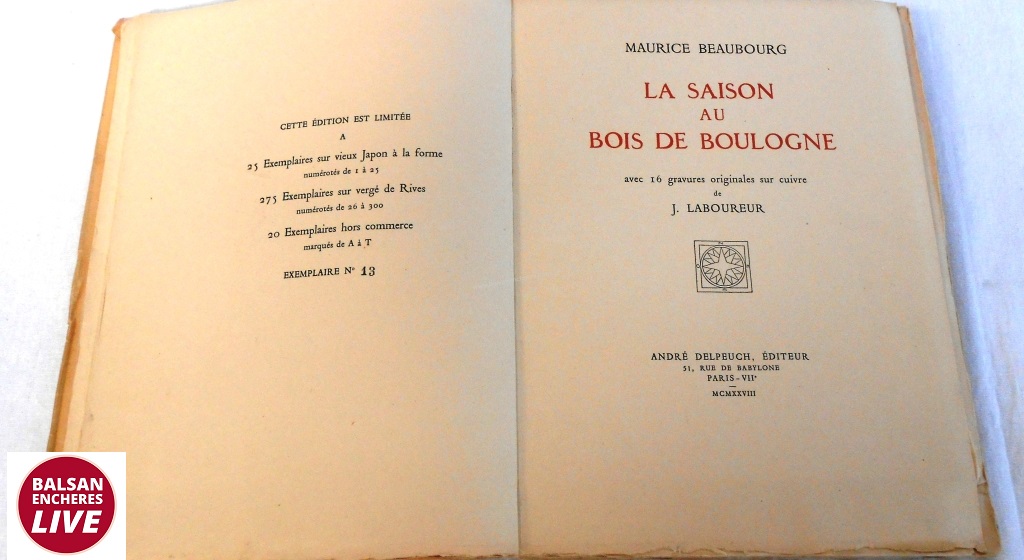 CETTE ÉDITION EST LIMITÉE
A
25 Exemplaires sur vieux Japon à la forme
numérotés de 1 à 25
275 Exemplaires sur vergé de Rives
numérotés de 26 à 300
20 Exemplaires hors commerce
marqués de A à T
EXEMPLAIRE N° 13
MAURICE BEAUBOURG
LA SAISON
AU
BOIS DE BOULOGNE
avec 16 gravures originales sur cuivre
de
J. LABOUREUR
ANDRÉ DELPEUCH, ÉDITEUR
51, RUE DE BABYLONE
PARIS-VIIᵉ
MCMXXVIII
BALSAN
ENCHERES
LIVE